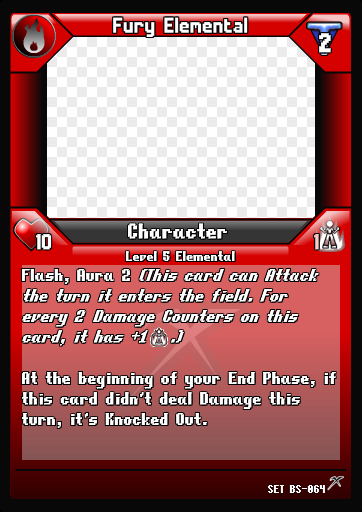 Fury Elemental
2
Character
10
1
Level 5 Elemental
Flash, Aura 2 (This card can Attack
the turn it enters the field. For
every 2 Damage Counters on this
card, it has +1 .)
At the beginning of your End Phase, if
this card didn't deal Damage this
turn, it's Knocked Out.
SET BS-064